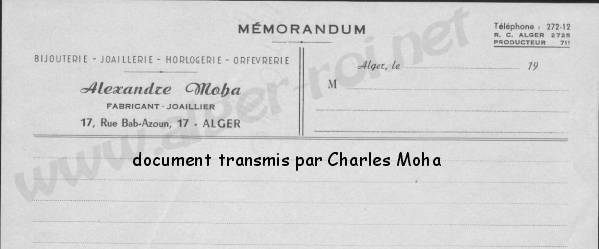 MÉMORANDUM
Téléphone : 272-12
R. C. ALGER 2725
PRODUCTEUR 711
BIJOUTERIE - JOAILLERIE - HORLOGERIE - ORFÈVRERIE
Alexandre Moha
FABRICANT-JOAILLIER
17, Rue Bab-Azoun, 17 - ALGER
Alger, le 19
M
document transmis par Charles Moha
www.alger-roi.net